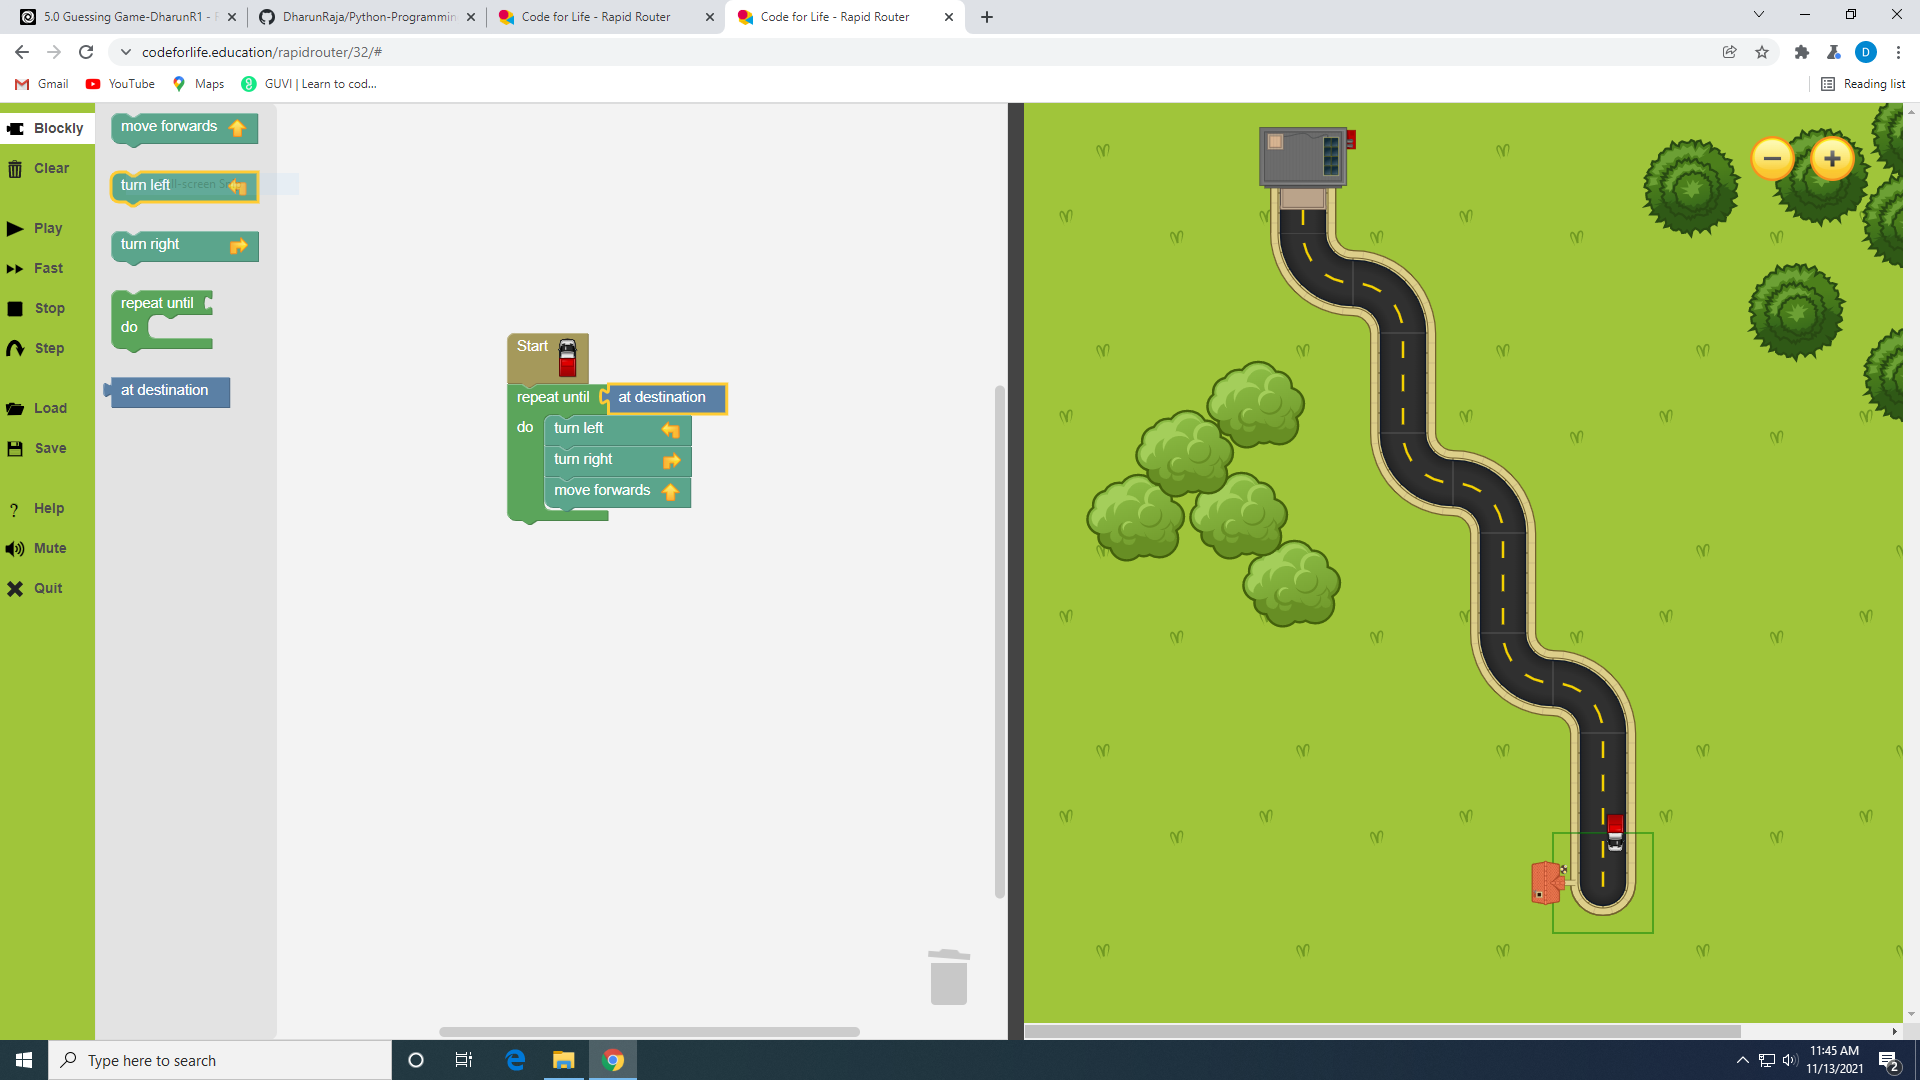 5.0 Guessing Game-DharunR1 - F
DharunRaja/Python-Programmin
Code for Life - Rapid Router
Code for Life - Rapid Router
codeforlife.education/rapidrouter/32/#
D
Gmail
YouTube
Maps
GUVI | Learn to cod...
Reading list
Blockly
Clear
Play
Fast
Stop
Step
Load
Save
Help
Mute
Quit
move forwards
turn left
turn right
repeat until
do
at destination
Start
repeat until
at destination
do
turn left
turn right
move forwards
Type here to search
11:45 AM
11/13/2021
2